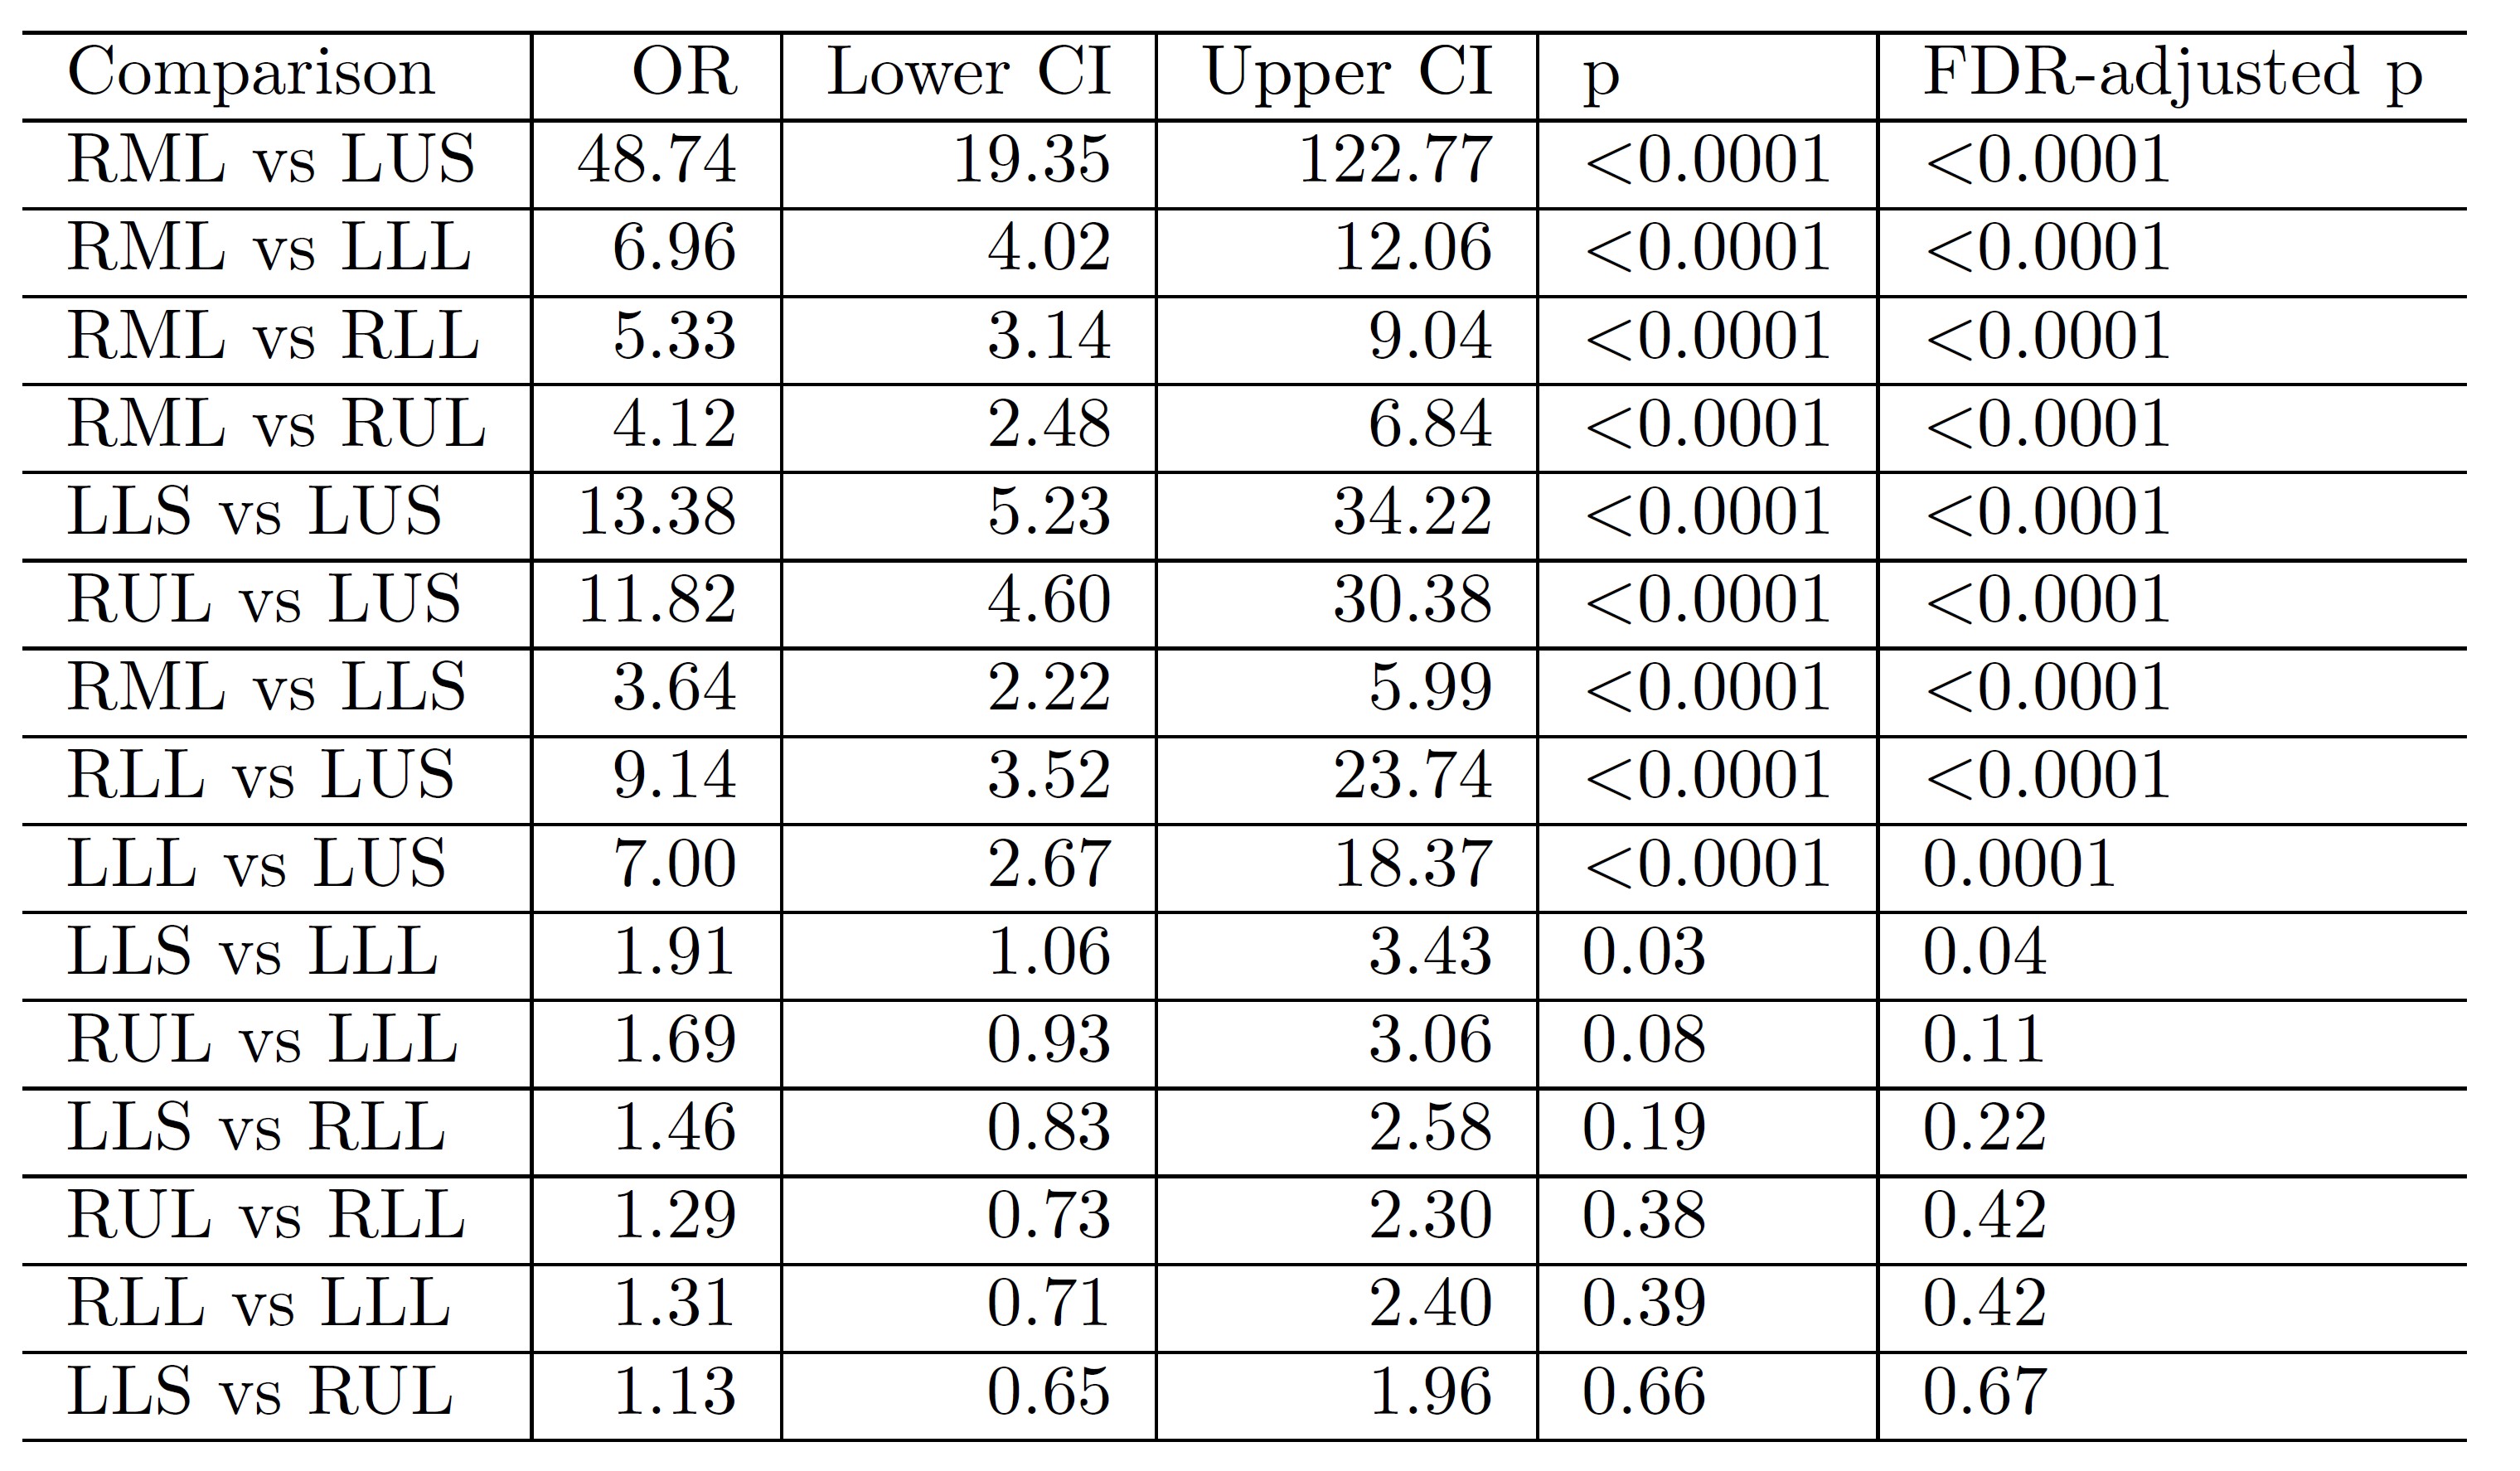 Comparison OR Lower CI Upper CI p FDR-adjusted p
RML vs LUS 48.74 19.35 122.77 <0.0001 <0.0001
RML vs LLL 6.96 4.02 12.06 <0.0001 <0.0001
RML vs RLL 5.33 3.14 9.04 <0.0001 <0.0001
RML vs RUL 4.12 2.48 6.84 <0.0001 <0.0001
LLS vs LUS 13.38 5.23 34.22 <0.0001 <0.0001
RUL vs LUS 11.82 4.60 30.38 <0.0001 <0.0001
RML vs LLS 3.64 2.22 5.99 <0.0001 <0.0001
RLL vs LUS 9.14 3.52 23.74 <0.0001 <0.0001
LLL vs LUS 7.00 2.67 18.37 <0.0001 0.0001
LLS vs LLL 1.91 1.06 3.43 0.03 0.04
RUL vs LLL 1.69 0.93 3.06 0.08 0.11
LLS vs RLL 1.46 0.83 2.58 0.19 0.22
RUL vs RLL 1.29 0.73 2.30 0.38 0.42
RLL vs LLL 1.31 0.71 2.40 0.39 0.42
LLS vs RUL 1.13 0.65 1.96 0.66 0.67